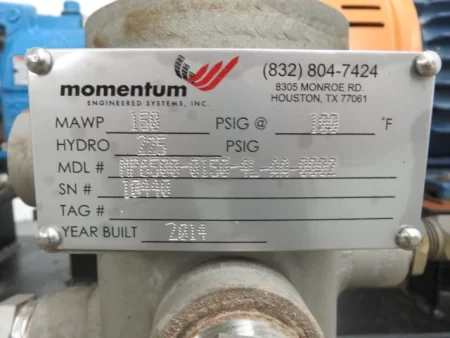 momentum
ENGINEERED SYSTEMS, INC.
(832) 804-7424
8305 MONROE RD.
HOUSTON, TX 77061
MAWP 150 PSIG @ 100 °F
HYDRO 225 PSIG
MDL #
SN # 10440
TAG #
YEAR BUILT 2014